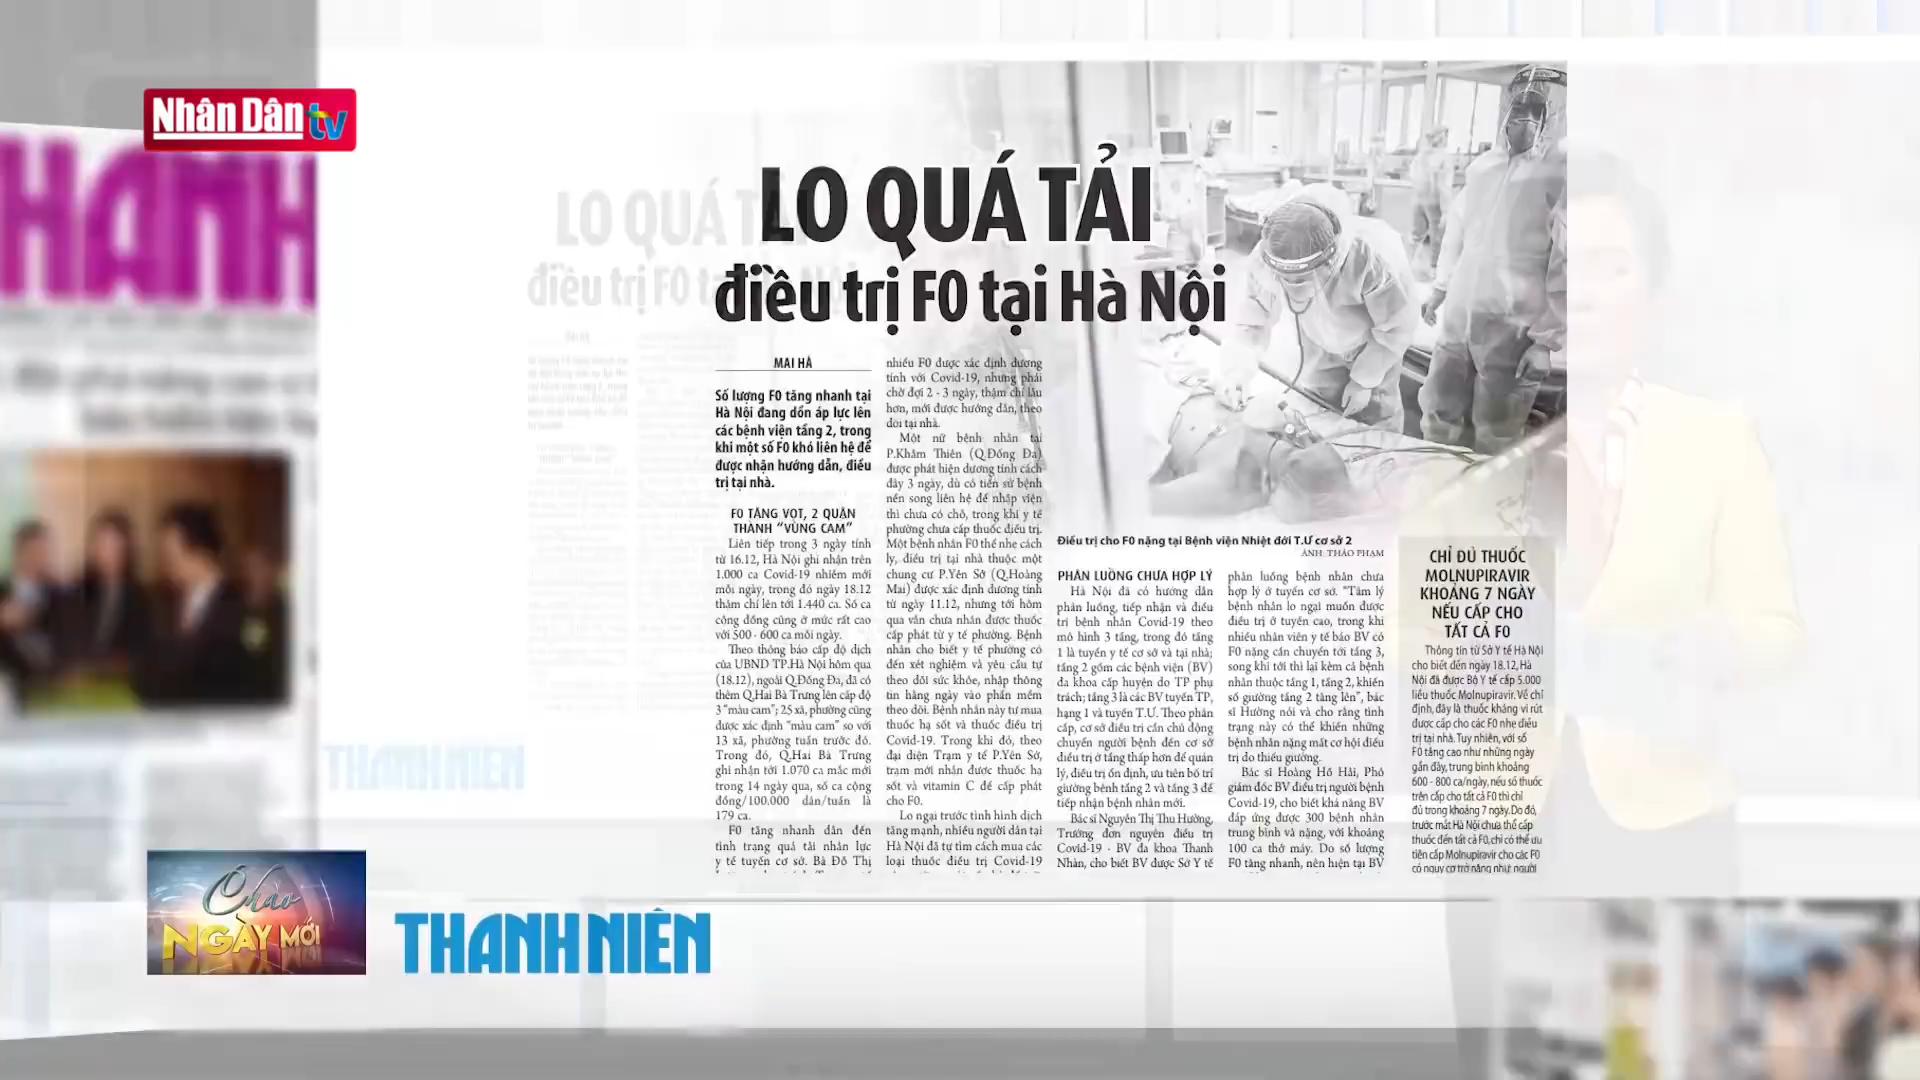 Nhân Dân tv
HANH
LO QUÁ TẢI
điều trị F0 tại Hà Nội
MAI HÀ
Số lượng F0 tăng nhanh tại
Hà Nội đang dồn áp lực lên
các bệnh viện tầng 2, trong
khi một số F0 khó liên hệ để
được nhận hướng dẫn, điều
trị tại nhà.
F0 TĂNG VỌT, 2 QUẬN
THÀNH “VÙNG CAM”
Liên tiếp trong 3 ngày tính
từ 16.12, Hà Nội ghi nhận trên
1.000 ca Covid-19 nhiễm mới
mỗi ngày, trong đó ngày 18.12
thậm chí lên tới 1.440 ca. Số ca
cộng đồng cũng ở mức rất cao
với 500 - 600 ca mỗi ngày.
Theo thông báo cấp độ dịch
của UBND TP.Hà Nội hôm qua
(18.12), ngoài Q.Đống Đa, đã có
thêm Q.Hai Bà Trưng lên cấp độ
3 “màu cam”; 25 xã, phường cũng
được xác định “màu cam” so với
13 xã, phường tuần trước đó.
Trong đó, Q.Hai Bà Trưng
ghi nhận tới 1.070 ca mắc mới
trong 14 ngày qua, số ca cộng
đồng/100.000 dân/tuần là
179 ca.
F0 tăng nhanh dẫn đến
tình trạng quá tải nhân lực
y tế tuyến cơ sở. Bà Đỗ Thị
nhiều F0 được xác định dương
tính với Covid-19, nhưng phải
chờ đợi 2 - 3 ngày, thậm chí lâu
hơn, mới được hướng dẫn, theo
dõi tại nhà.
Một nữ bệnh nhân tại
P.Khâm Thiên (Q.Đống Đa)
được phát hiện dương tính cách
đây 3 ngày, dù có tiền sử bệnh
nền song liên hệ để nhập viện
thì chưa có chỗ, trong khi y tế
phường chưa cấp thuốc điều trị.
Một bệnh nhân F0 thể nhẹ cách
ly, điều trị tại nhà thuộc một
chung cư P.Yên Sở (Q.Hoàng
Mai) được xác định dương tính
từ ngày 11.12, nhưng tới hôm
qua vẫn chưa nhận được thuốc
cấp phát từ y tế phường. Bệnh
nhân cho biết y tế phường có
đến xét nghiệm và yêu cầu tự
theo dõi sức khỏe, nhập thông
tin hằng ngày vào phần mềm
theo dõi. Bệnh nhân này tự mua
thuốc hạ sốt và thuốc điều trị
Covid-19. Trong khi đó, theo
đại diện Trạm y tế P.Yên Sở,
trạm mới nhận được thuốc hạ
sốt và vitamin C để cấp phát
cho F0.
Lo ngại trước tình hình dịch
tăng mạnh, nhiều người dân tại
Hà Nội đã tự tìm cách mua các
loại thuốc điều trị Covid-19
Điều trị cho F0 nặng tại Bệnh viện Nhiệt đới T.Ư cơ sở 2
ẢNH: THẢO PHẠM
PHÂN LUỒNG CHƯA HỢP LÝ
Hà Nội đã có hướng dẫn
phân luồng, tiếp nhận và điều
trị bệnh nhân Covid-19 theo
mô hình 3 tầng, trong đó tầng
1 là tuyến y tế cơ sở và tại nhà;
tầng 2 gồm các bệnh viện (BV)
đa khoa cấp huyện do TP phụ
trách; tầng 3 là các BV tuyến TP,
hạng 1 và tuyến T.Ư. Theo phân
cấp, cơ sở điều trị cần chủ động
chuyển người bệnh đến cơ sở
điều trị ở tầng thấp hơn để quản
lý, điều trị ổn định, ưu tiên bố trí
giường bệnh tầng 2 và tầng 3 để
tiếp nhận bệnh nhân mới.
Bác sĩ Nguyễn Thị Thu Hường,
Trưởng đơn nguyên điều trị
Covid-19 - BV đa khoa Thanh
Nhàn, cho biết BV được Sở Y tế
phân luồng bệnh nhân chưa
hợp lý ở tuyến cơ sở. “Tâm lý
bệnh nhân lo ngại muốn được
điều trị ở tuyến cao, trong khi
nhiều nhân viên y tế báo BV có
F0 nặng cần chuyển tới tầng 3,
song khi tới thì lại kèm cả bệnh
nhân thuộc tầng 1, tầng 2, khiến
số giường tầng 2 tăng lên”, bác
sĩ Hường nói và cho rằng tình
trạng này có thể khiến những
bệnh nhân nặng mất cơ hội điều
trị do thiếu giường.
Bác sĩ Hoàng Hồ Hải, Phó
giám đốc BV điều trị người bệnh
Covid-19, cho biết khả năng BV
đáp ứng được 300 bệnh nhân
trung bình và nặng, với khoảng
100 ca thở máy. Do số lượng
F0 tăng nhanh, nên hiện tại BV
CHỈ ĐỦ THUỐC
MOLNUPIRAVIR
KHOẢNG 7 NGÀY
NẾU CẤP CHO
TẤT CẢ F0
Thông tin từ Sở Y tế Hà Nội
cho biết đến ngày 18.12, Hà
Nội đã được Bộ Y tế cấp 5.000
liều thuốc Molnupiravir. Về chỉ
định, đây là thuốc kháng vi rút
được cấp cho các F0 nhẹ điều
trị tại nhà. Tuy nhiên, với số
F0 tăng cao như những ngày
gần đây, trung bình khoảng
600 - 800 ca/ngày, nếu số thuốc
trên cấp cho tất cả F0 thì chỉ
đủ trong khoảng 7 ngày. Do đó,
trước mắt Hà Nội chưa thể cấp
thuốc đến tất cả F0, chỉ có thể ưu
tiên cấp Molnupiravir cho các F0
có nguy cơ trở nặng như: người
THANH NIÊN
Chào
NGÀY MỚI
THANH NIÊN